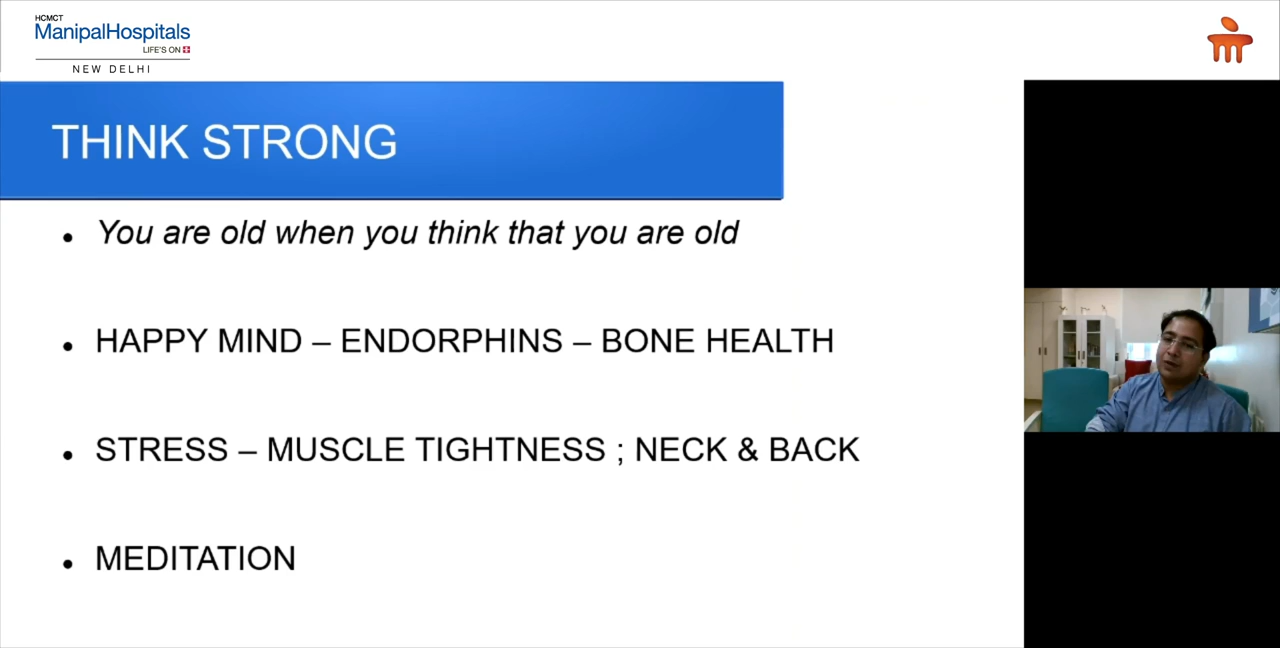 HCMCT
ManipalHospitals
LIFE'S ON
NEW DELHI
THINK STRONG
You are old when you think that you are old
HAPPY MIND – ENDORPHINS – BONE HEALTH
STRESS – MUSCLE TIGHTNESS ; NECK & BACK
MEDITATION